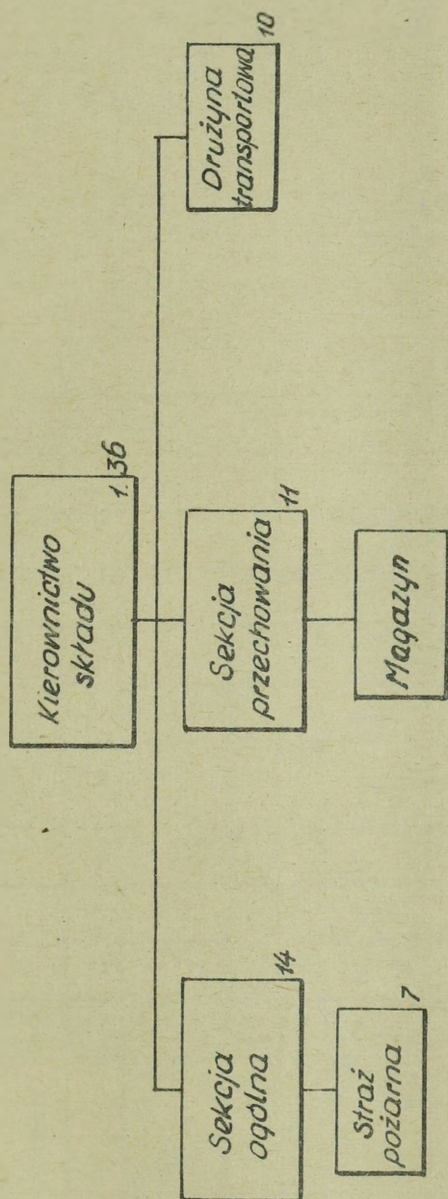 Kierownictwo
składu
1. 36
Sekcja
ogólna
14
Sekcja
przechowania
11
Drużyna
transportowa
10
Straż
pożarna
7
Magazyn